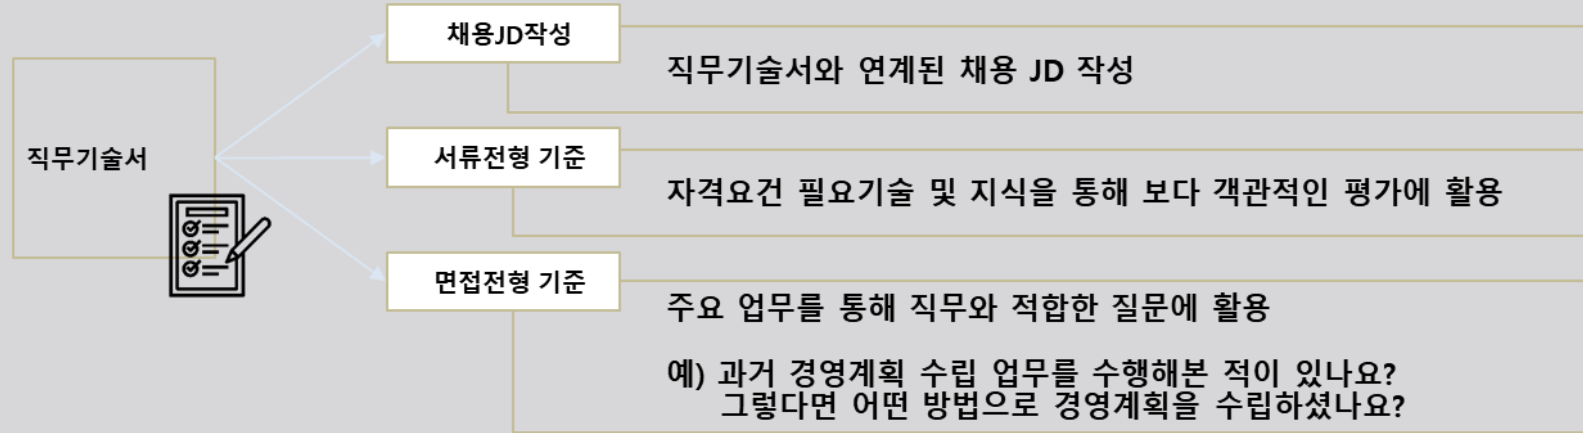 직무기술서
채용JD작성
직무기술서와 연계된 채용 JD 작성
서류전형 기준
자격요건 필요기술 및 지식을 통해 보다 객관적인 평가에 활용
면접전형 기준
주요 업무를 통해 직무와 적합한 질문에 활용
예) 과거 경영계획 수립 업무를 수행해본 적이 있나요?
그렇다면 어떤 방법으로 경영계획을 수립하셨나요?